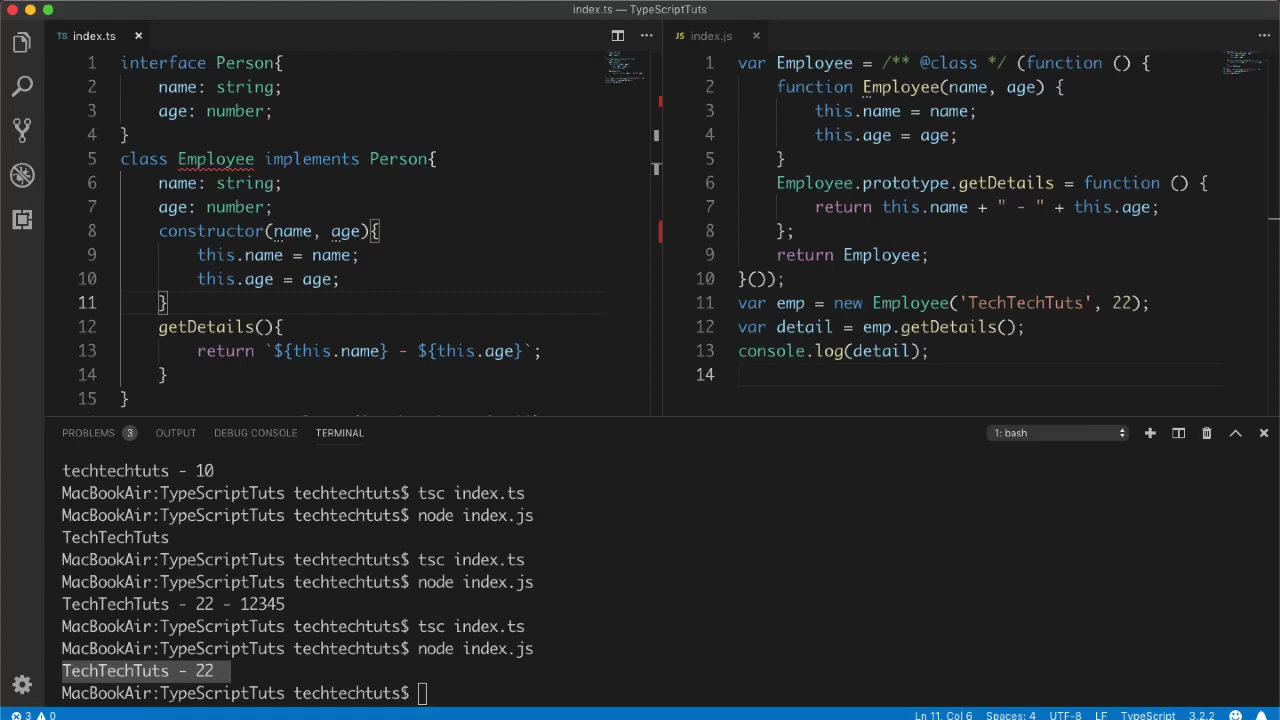 index.ts — TypeScriptTuts
TS index.ts
JS index.js
1 interface Person{
2 name: string;
3 age: number;
4 }
5 class Employee implements Person{
6 name: string;
7 age: number;
8 constructor(name, age){
9 this.name = name;
10 this.age = age;
11 }
12 getDetails(){
13 return `${this.name} - ${this.age}`;
14 }
15 }
1 var Employee = /** @class */ (function () {
2 function Employee(name, age) {
3 this.name = name;
4 this.age = age;
5 }
6 Employee.prototype.getDetails = function () {
7 return this.name + " - " + this.age;
8 };
9 return Employee;
10 }());
11 var emp = new Employee('TechTechTuts', 22);
12 var detail = emp.getDetails();
13 console.log(detail);
14
PROBLEMS 3 OUTPUT DEBUG CONSOLE TERMINAL 1: bash
techtechtuts - 10
MacBookAir:TypeScriptTuts techtechtuts$ tsc index.ts
MacBookAir:TypeScriptTuts techtechtuts$ node index.js
TechTechTuts
MacBookAir:TypeScriptTuts techtechtuts$ tsc index.ts
MacBookAir:TypeScriptTuts techtechtuts$ node index.js
TechTechTuts - 22 - 12345
MacBookAir:TypeScriptTuts techtechtuts$ tsc index.ts
MacBookAir:TypeScriptTuts techtechtuts$ node index.js
TechTechTuts - 22
MacBookAir:TypeScriptTuts techtechtuts$
3 0 Ln 11, Col 6 Spaces: 4 UTF-8 LF TypeScript 3.2.2